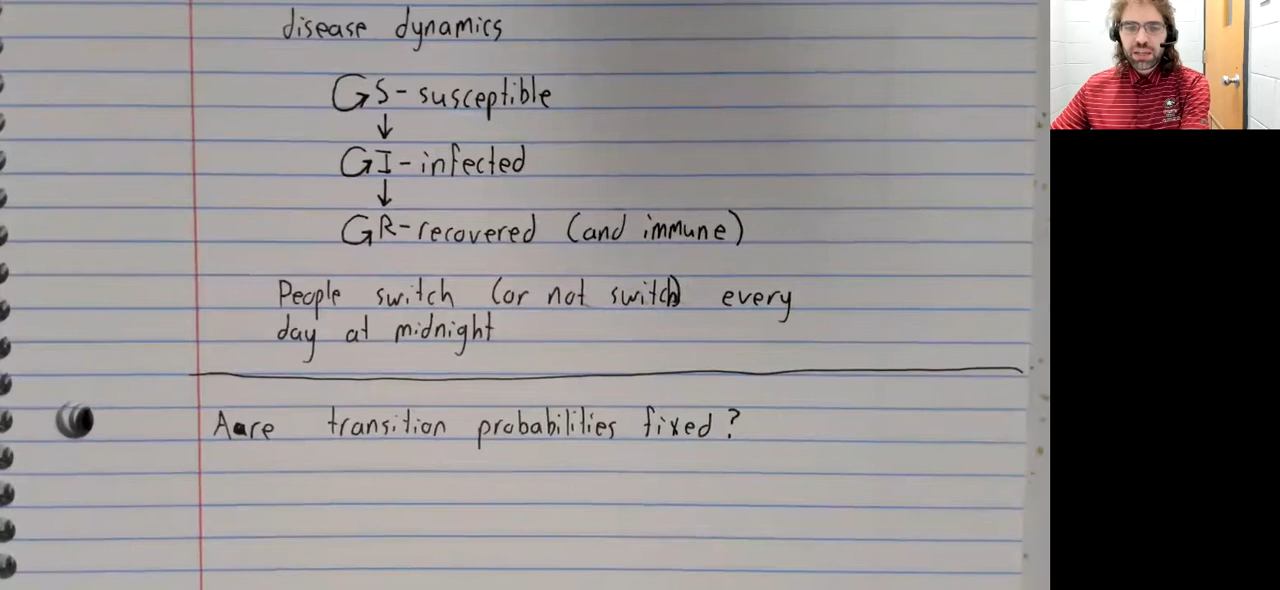 disease dynamics
GS - susceptible
↓
GI - infected
↓
GR - recovered (and immune)
People switch (or not switch) every
day at midnight
Aare transition probabilities fixed?